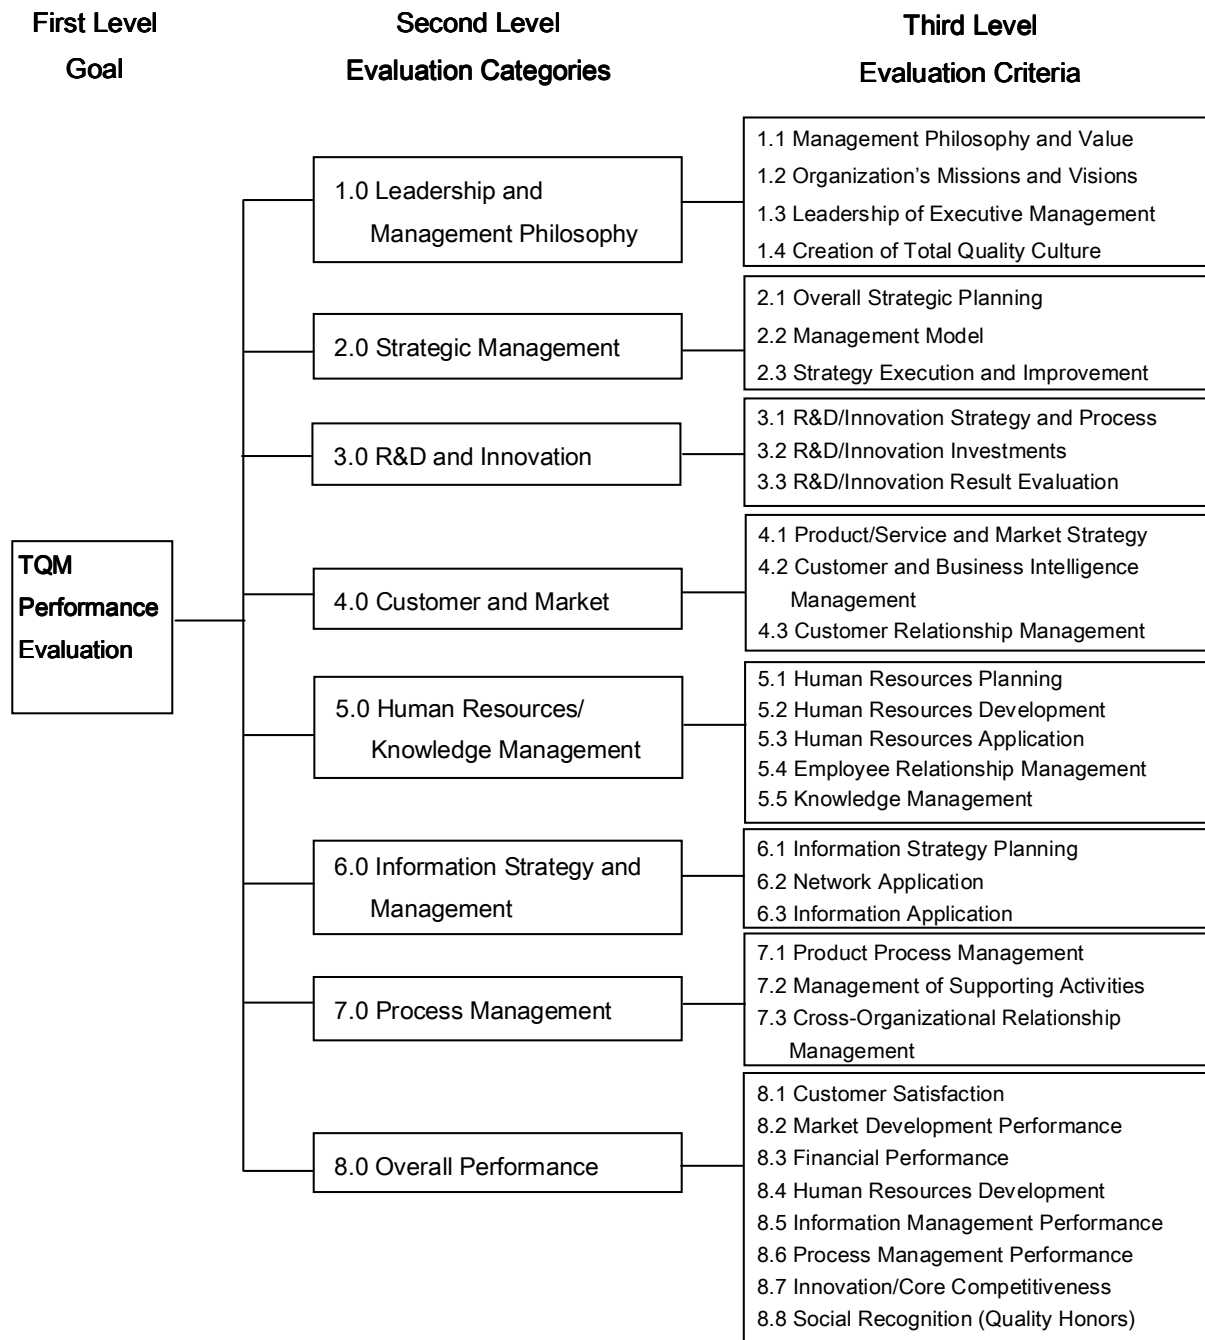 First Level
Goal
Second Level
Evaluation Categories
Third Level
Evaluation Criteria
TQM
Performance
Evaluation
1.0 Leadership and
Management Philosophy
1.1 Management Philosophy and Value
1.2 Organization's Missions and Visions
1.3 Leadership of Executive Management
1.4 Creation of Total Quality Culture
2.0 Strategic Management
2.1 Overall Strategic Planning
2.2 Management Model
2.3 Strategy Execution and Improvement
3.0 R&D and Innovation
3.1 R&D/Innovation Strategy and Process
3.2 R&D/Innovation Investments
3.3 R&D/Innovation Result Evaluation
4.0 Customer and Market
4.1 Product/Service and Market Strategy
4.2 Customer and Business Intelligence
Management
4.3 Customer Relationship Management
5.0 Human Resources/
Knowledge Management
5.1 Human Resources Planning
5.2 Human Resources Development
5.3 Human Resources Application
5.4 Employee Relationship Management
5.5 Knowledge Management
6.0 Information Strategy and
Management
6.1 Information Strategy Planning
6.2 Network Application
6.3 Information Application
7.0 Process Management
7.1 Product Process Management
7.2 Management of Supporting Activities
7.3 Cross-Organizational Relationship
Management
8.0 Overall Performance
8.1 Customer Satisfaction
8.2 Market Development Performance
8.3 Financial Performance
8.4 Human Resources Development
8.5 Information Management Performance
8.6 Process Management Performance
8.7 Innovation/Core Competitiveness
8.8 Social Recognition (Quality Honors)